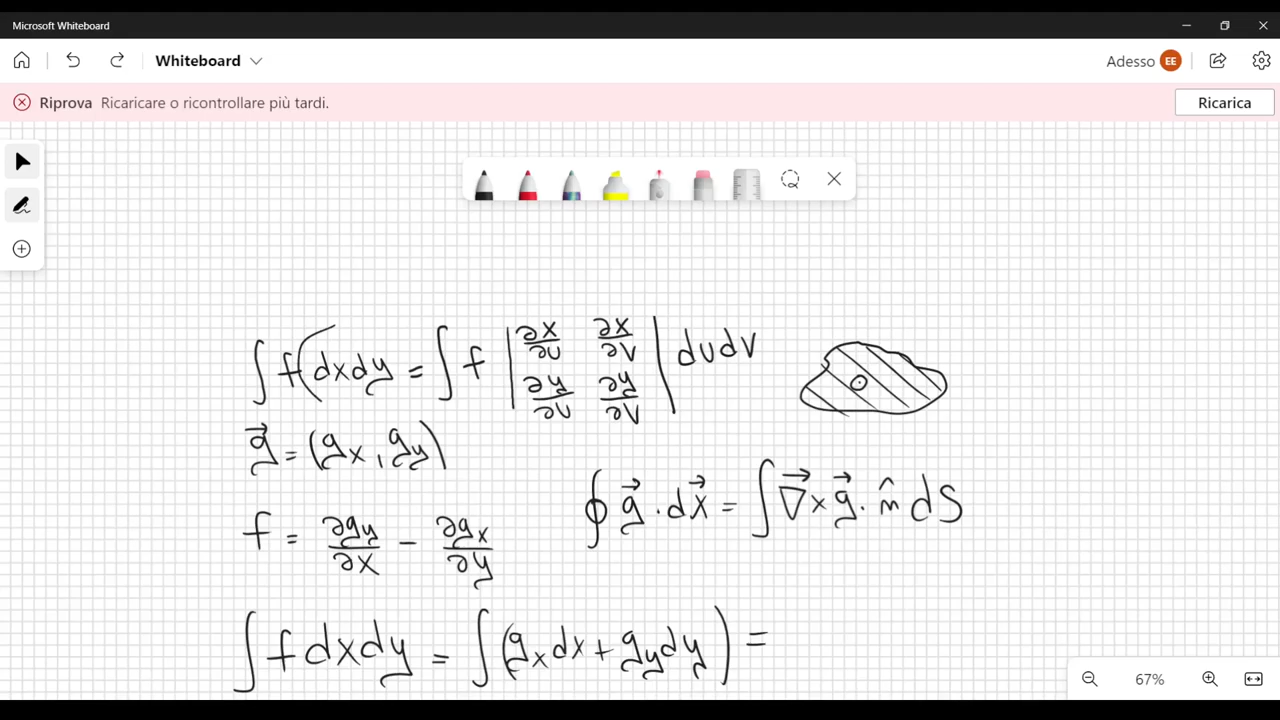 Microsoft Whiteboard
Whiteboard
Adesso EE
Riprova Ricaricare o ricontrollare più tardi.
Ricarica
∫ f(dxdy = ∫ f |∂x/∂u ∂x/∂v ∂y/∂u ∂y/∂v| dudv
g⃗ = (gx, gy)
∮ g⃗ · dx⃗ = ∫ ∇⃗ × g⃗ · n̂ dS
f = ∂gy/∂x − ∂gx/∂y
∫ f dxdy = ∫ (gx dx + gy dy) =
67%